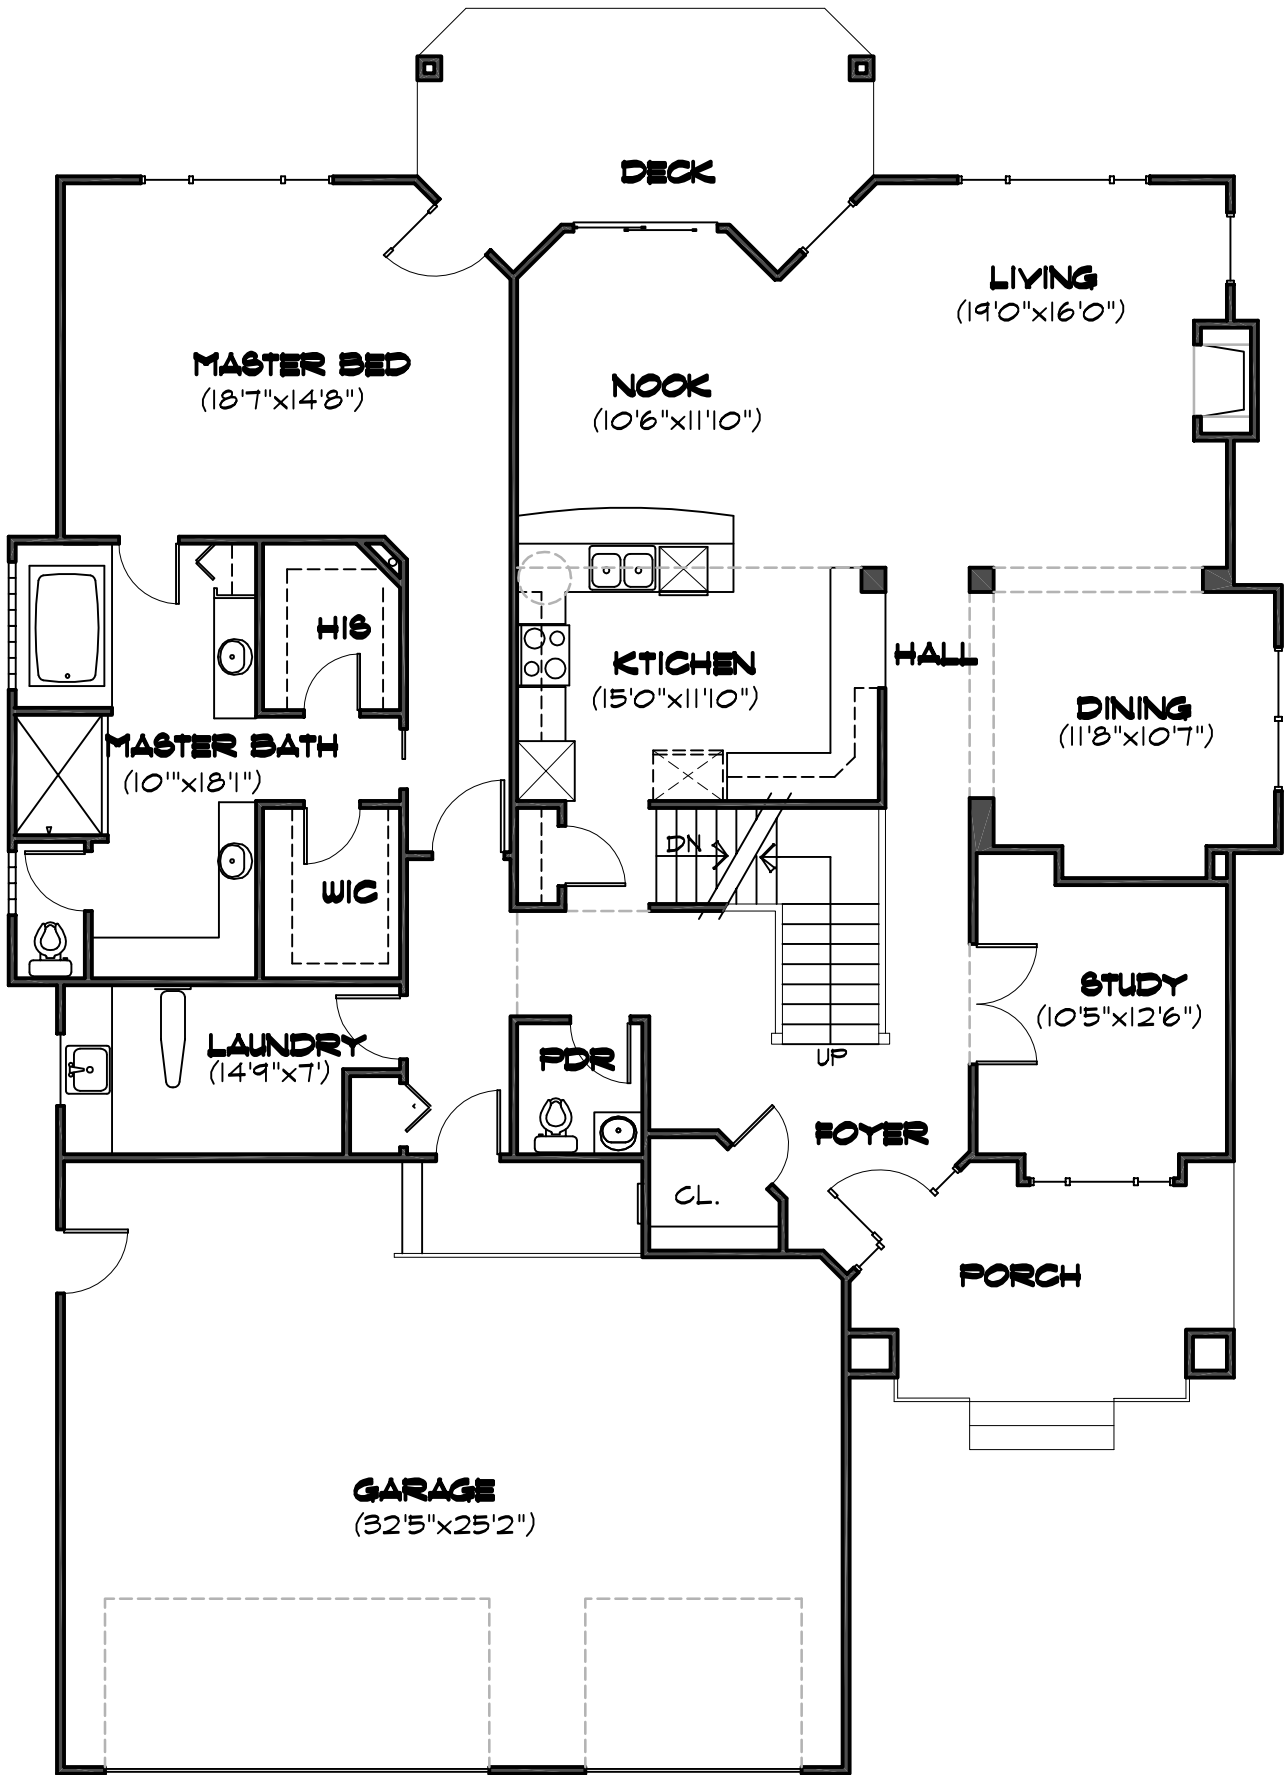 DECK
LIVING
(19'0"x16'0")
MASTER BED
(18'7"x14'8")
NOOK
(10'6"x11'10")
HIS
KTICHEN
(15'0"x11'10")
HALL
DINING
(11'8"x10'7")
MASTER BATH
(10'"x18'1")
DN
WIC
STUDY
(10'5"x12'6")
LAUNDRY
(14'9"x7')
PDR
UP
FOYER
CL.
PORCH
GARAGE
(32'5"x25'2")